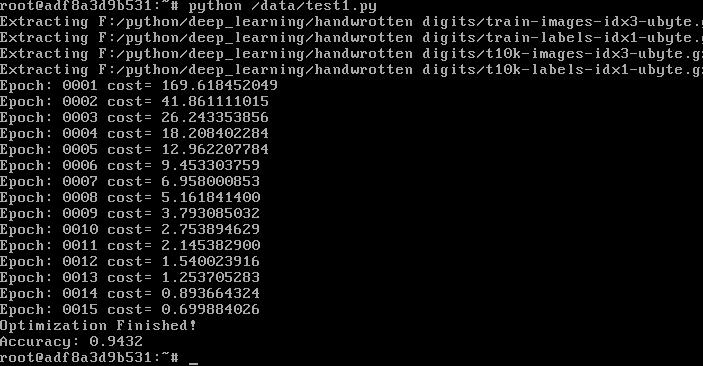 root@adf8a3d9b531:~# python /data/test1.py
Extracting F:/python/deep_learning/handwrotten digits/train-images-idx3-ubyte.g
Extracting F:/python/deep_learning/handwrotten digits/train-labels-idx1-ubyte.g
Extracting F:/python/deep_learning/handwrotten digits/t10k-images-idx3-ubyte.g
Extracting F:/python/deep_learning/handwrotten digits/t10k-labels-idx1-ubyte.g
Epoch: 0001 cost= 169.618452049
Epoch: 0002 cost= 41.861111015
Epoch: 0003 cost= 26.243353856
Epoch: 0004 cost= 18.208402284
Epoch: 0005 cost= 12.962207784
Epoch: 0006 cost= 9.453303759
Epoch: 0007 cost= 6.958000853
Epoch: 0008 cost= 5.161841400
Epoch: 0009 cost= 3.793085032
Epoch: 0010 cost= 2.753894629
Epoch: 0011 cost= 2.145382900
Epoch: 0012 cost= 1.540023916
Epoch: 0013 cost= 1.253705283
Epoch: 0014 cost= 0.893664324
Epoch: 0015 cost= 0.699884026
Optimization Finished!
Accuracy: 0.9432
root@adf8a3d9b531:~# _